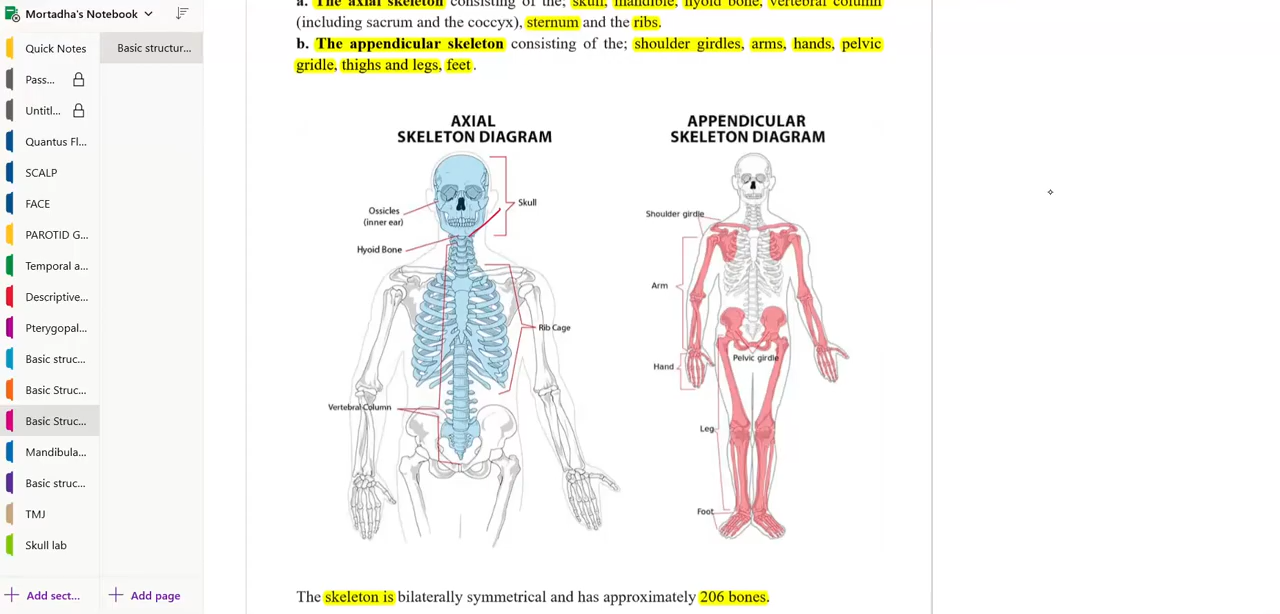 Mortadha's Notebook
Quick Notes
Pass...
Untitl...
Quantus Fl...
SCALP
FACE
PAROTID G...
Temporal a...
Descriptive...
Pterygopal...
Basic struc...
Basic Struc...
Basic Struc...
Mandibula...
Basic struc...
TMJ
Skull lab
Add sect...
Basic structur...
Add page
a. The axial skeleton consisting of the; skull, mandible, hyoid bone, vertebral column
(including sacrum and the coccyx), sternum and the ribs.
b. The appendicular skeleton consisting of the; shoulder girdles, arms, hands, pelvic
gridle, thighs and legs, feet.
AXIAL
SKELETON DIAGRAM
Skull
Ossicles
(inner ear)
Hyoid Bone
Rib Cage
Vertebral Column
APPENDICULAR
SKELETON DIAGRAM
Shoulder girdle
Arm
Pelvic girdle
Hand
Leg
Foot
The skeleton is bilaterally symmetrical and has approximately 206 bones.